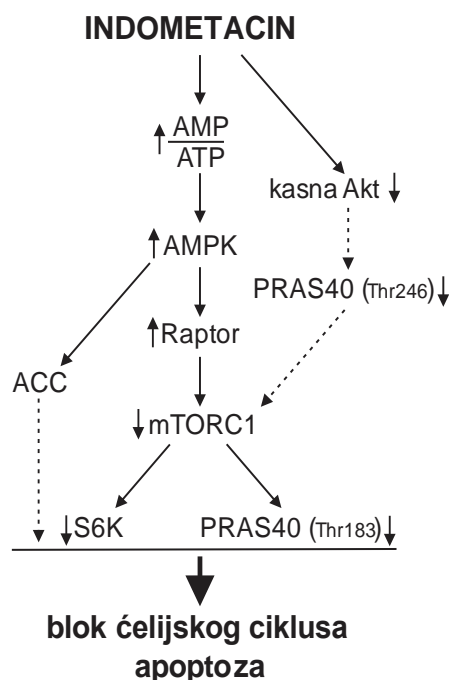 INDOMETACIN
↑ AMP
ATP
kasna Akt ↓
↑AMPK
PRAS40 (Thr246)↓
↑Raptor
ACC
↓mTORC1
↓S6K PRAS40 (Thr183)↓
blok ćelijskog ciklusa
apoptoza